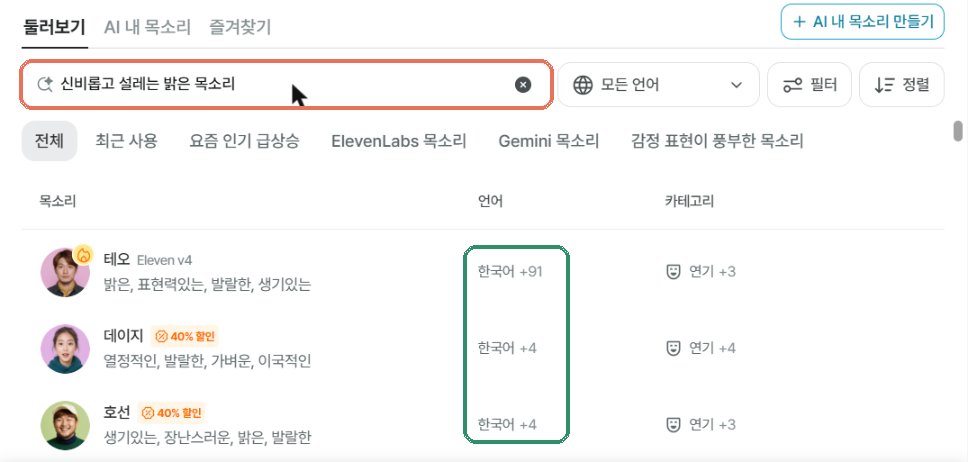 둘러보기 AI 내 목소리 즐겨찾기 + AI 내 목소리 만들기
신비롭고 설레는 밝은 목소리 모든 언어 필터 정렬
전체 최근 사용 요즘 인기 급상승 ElevenLabs 목소리 Gemini 목소리 감정 표현이 풍부한 목소리
목소리 언어 카테고리
테오 Eleven v4
밝은, 표현력있는, 발랄한, 생기있는 한국어 +91 연기 +3
데이지 40% 할인
열정적인, 발랄한, 가벼운, 이국적인 한국어 +4 연기 +4
호선 40% 할인
생기있는, 장난스러운, 밝은, 발랄한 한국어 +4 연기 +3